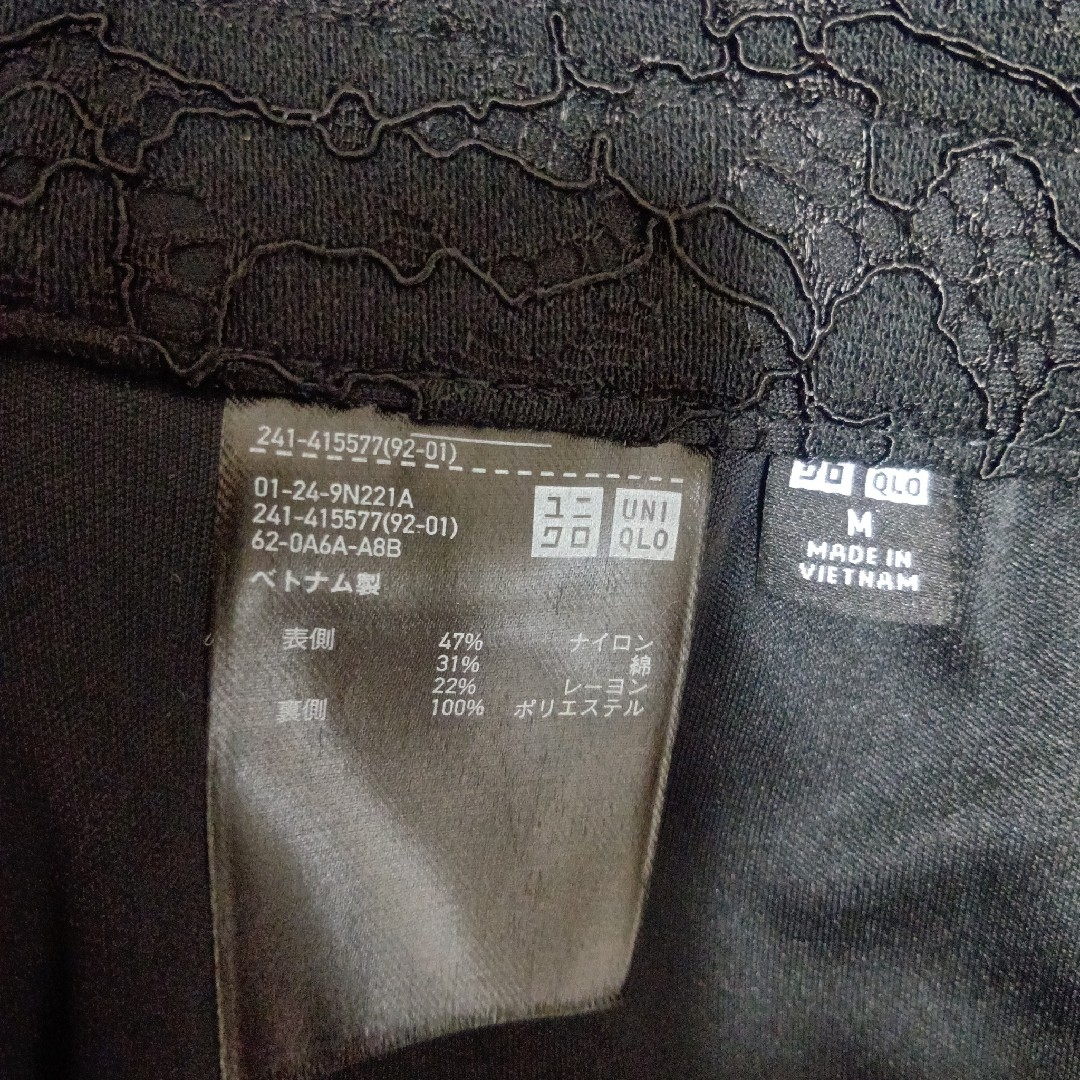 241-415577(92-01)
01-24-9N221A
241-415577(92-01)
62-0A6A-A8B
ベトナム製
ユニ
クロ
UNI
QLO
表側 47% ナイロン
31% 綿
22% レーヨン
裏側 100% ポリエステル
クロ
QLO
M
MADE IN
VIETNAM